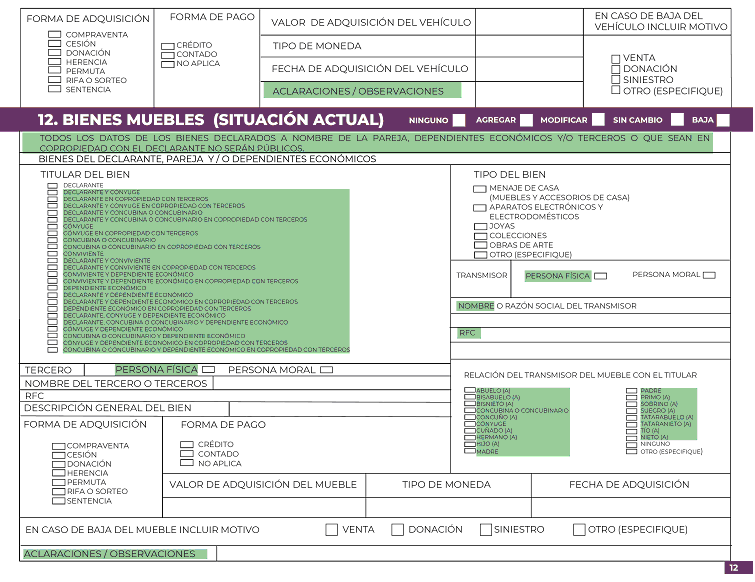 FORMA DE ADQUISICIÓN
COMPRAVENTA
CESIÓN
DONACIÓN
HERENCIA
PERMUTA
RIFA O SORTEO
SENTENCIA
FORMA DE PAGO
CRÉDITO
CONTADO
NO APLICA
VALOR DE ADQUISICIÓN DEL VEHÍCULO
TIPO DE MONEDA
FECHA DE ADQUISICIÓN DEL VEHÍCULO
ACLARACIONES / OBSERVACIONES
EN CASO DE BAJA DEL
VEHÍCULO INCLUIR MOTIVO
VENTA
DONACIÓN
SINIESTRO
OTRO (ESPECIFIQUE)
12. BIENES MUEBLES (SITUACIÓN ACTUAL) NINGUNO AGREGAR MODIFICAR SIN CAMBIO BAJA
TODOS LOS DATOS DE LOS BIENES DECLARADOS A NOMBRE DE LA PAREJA, DEPENDIENTES ECONÓMICOS Y/O TERCEROS O QUE SEAN EN
COPROPIEDAD CON EL DECLARANTE NO SERÁN PÚBLICOS.
BIENES DEL DECLARANTE, PAREJA Y / O DEPENDIENTES ECONÓMICOS
TITULAR DEL BIEN
DECLARANTE
DECLARANTE Y CÓNYUGE
DECLARANTE EN COPROPIEDAD CON TERCEROS
DECLARANTE Y CÓNYUGE EN COPROPIEDAD CON TERCEROS
DECLARANTE Y CONCUBINA O CONCUBINARIO
DECLARANTE Y CONCUBINA O CONCUBINARIO EN COPROPIEDAD CON TERCEROS
CÓNYUGE
CÓNYUGE EN COPROPIEDAD CON TERCEROS
CONCUBINA O CONCUBINARIO
CONCUBINA O CONCUBINARIO EN COPROPIEDAD CON TERCEROS
CONVIVIENTE
DECLARANTE Y CONVIVIENTE
DECLARANTE Y CONVIVIENTE EN COPROPIEDAD CON TERCEROS
CONVIVIENTE Y DEPENDIENTE ECONÓMICO
CONVIVIENTE Y DEPENDIENTE ECONÓMICO EN COPROPIEDAD CON TERCEROS
DEPENDIENTE ECONÓMICO
DECLARANTE Y DEPENDIENTE ECONÓMICO
DECLARANTE Y DEPENDIENTE ECONÓMICO EN COPROPIEDAD CON TERCEROS
DEPENDIENTE ECONÓMICO EN COPROPIEDAD CON TERCEROS
DECLARANTE, CÓNYUGE Y DEPENDIENTE ECONÓMICO
DECLARANTE, CONCUBINA O CONCUBINARIO Y DEPENDIENTE ECONÓMICO
CÓNYUGE Y DEPENDIENTE ECONÓMICO
CONCUBINA O CONCUBINARIO Y DEPENDIENTE ECONÓMICO
CÓNYUGE Y DEPENDIENTE ECONÓMICO EN COPROPIEDAD CON TERCEROS
CONCUBINA O CONCUBINARIO Y DEPENDIENTE ECONÓMICO EN COPROPIEDAD CON TERCEROS
TIPO DEL BIEN
MENAJE DE CASA
(MUEBLES Y ACCESORIOS DE CASA)
APARATOS ELECTRÓNICOS Y
ELECTRODOMÉSTICOS
JOYAS
COLECCIONES
OBRAS DE ARTE
OTRO (ESPECIFIQUE)
TRANSMISOR PERSONA FÍSICA PERSONA MORAL
NOMBRE O RAZÓN SOCIAL DEL TRANSMISOR
RFC
RELACIÓN DEL TRANSMISOR DEL MUEBLE CON EL TITULAR
ABUELO (A)
BISABUELO (A)
BISNIETO (A)
CONCUBINA O CONCUBINARIO
CONCUÑO (A)
CÓNYUGE
CUÑADO (A)
HERMANO (A)
HIJO (A)
MADRE
PADRE
PRIMO (A)
SOBRINO (A)
SUEGRO (A)
TATARABUELO (A)
TATARANIETO (A)
TÍO (A)
NIETO (A)
NINGUNO
OTRO (ESPECIFIQUE)
TERCERO PERSONA FÍSICA PERSONA MORAL
NOMBRE DEL TERCERO O TERCEROS
RFC
DESCRIPCIÓN GENERAL DEL BIEN
FORMA DE ADQUISICIÓN
COMPRAVENTA
CESIÓN
DONACIÓN
HERENCIA
PERMUTA
RIFA O SORTEO
SENTENCIA
FORMA DE PAGO
CRÉDITO
CONTADO
NO APLICA
VALOR DE ADQUISICIÓN DEL MUEBLE TIPO DE MONEDA FECHA DE ADQUISICIÓN
EN CASO DE BAJA DEL MUEBLE INCLUIR MOTIVO VENTA DONACIÓN SINIESTRO OTRO (ESPECIFIQUE)
ACLARACIONES / OBSERVACIONES
12